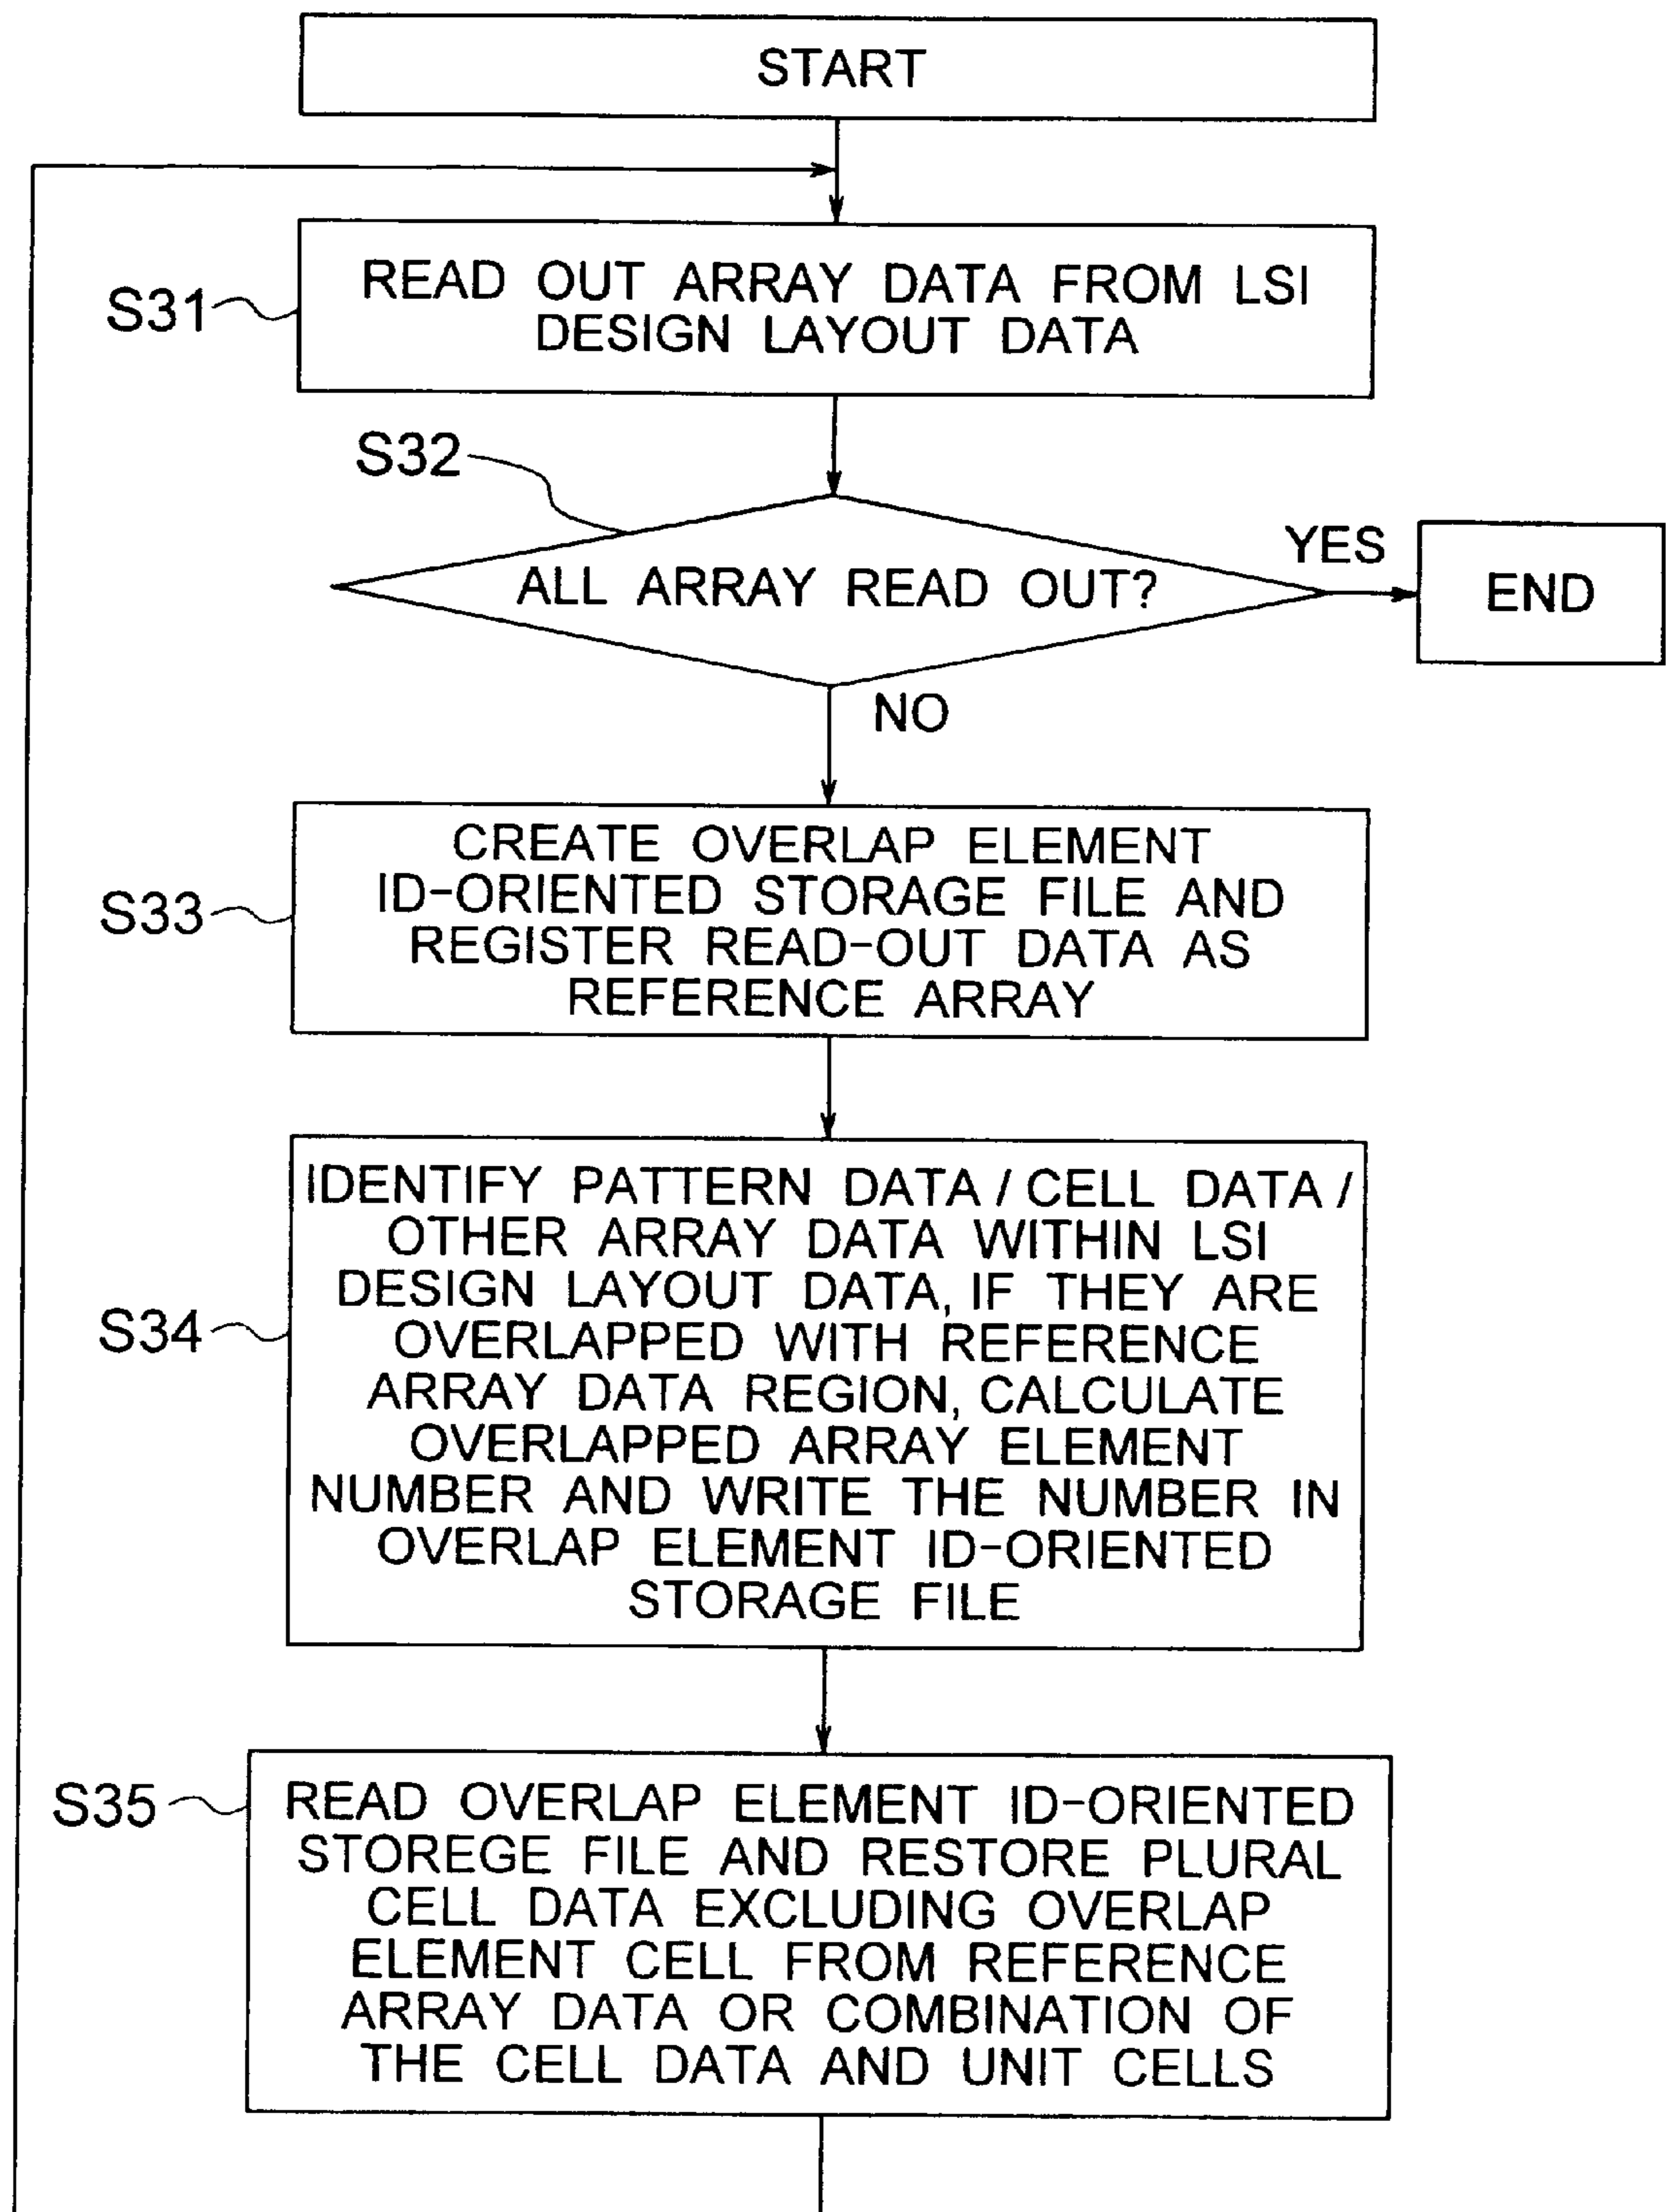 START
S31
READ OUT ARRAY DATA FROM LSI
DESIGN LAYOUT DATA
S32
ALL ARRAY READ OUT?
YES
END
NO
S33
CREATE OVERLAP ELEMENT
ID-ORIENTED STORAGE FILE AND
REGISTER READ-OUT DATA AS
REFERENCE ARRAY
S34
IDENTIFY PATTERN DATA / CELL DATA /
OTHER ARRAY DATA WITHIN LSI
DESIGN LAYOUT DATA, IF THEY ARE
OVERLAPPED WITH REFERENCE
ARRAY DATA REGION, CALCULATE
OVERLAPPED ARRAY ELEMENT
NUMBER AND WRITE THE NUMBER IN
OVERLAP ELEMENT ID-ORIENTED
STORAGE FILE
S35
READ OVERLAP ELEMENT ID-ORIENTED
STOREGE FILE AND RESTORE PLURAL
CELL DATA EXCLUDING OVERLAP
ELEMENT CELL FROM REFERENCE
ARRAY DATA OR COMBINATION OF
THE CELL DATA AND UNIT CELLS